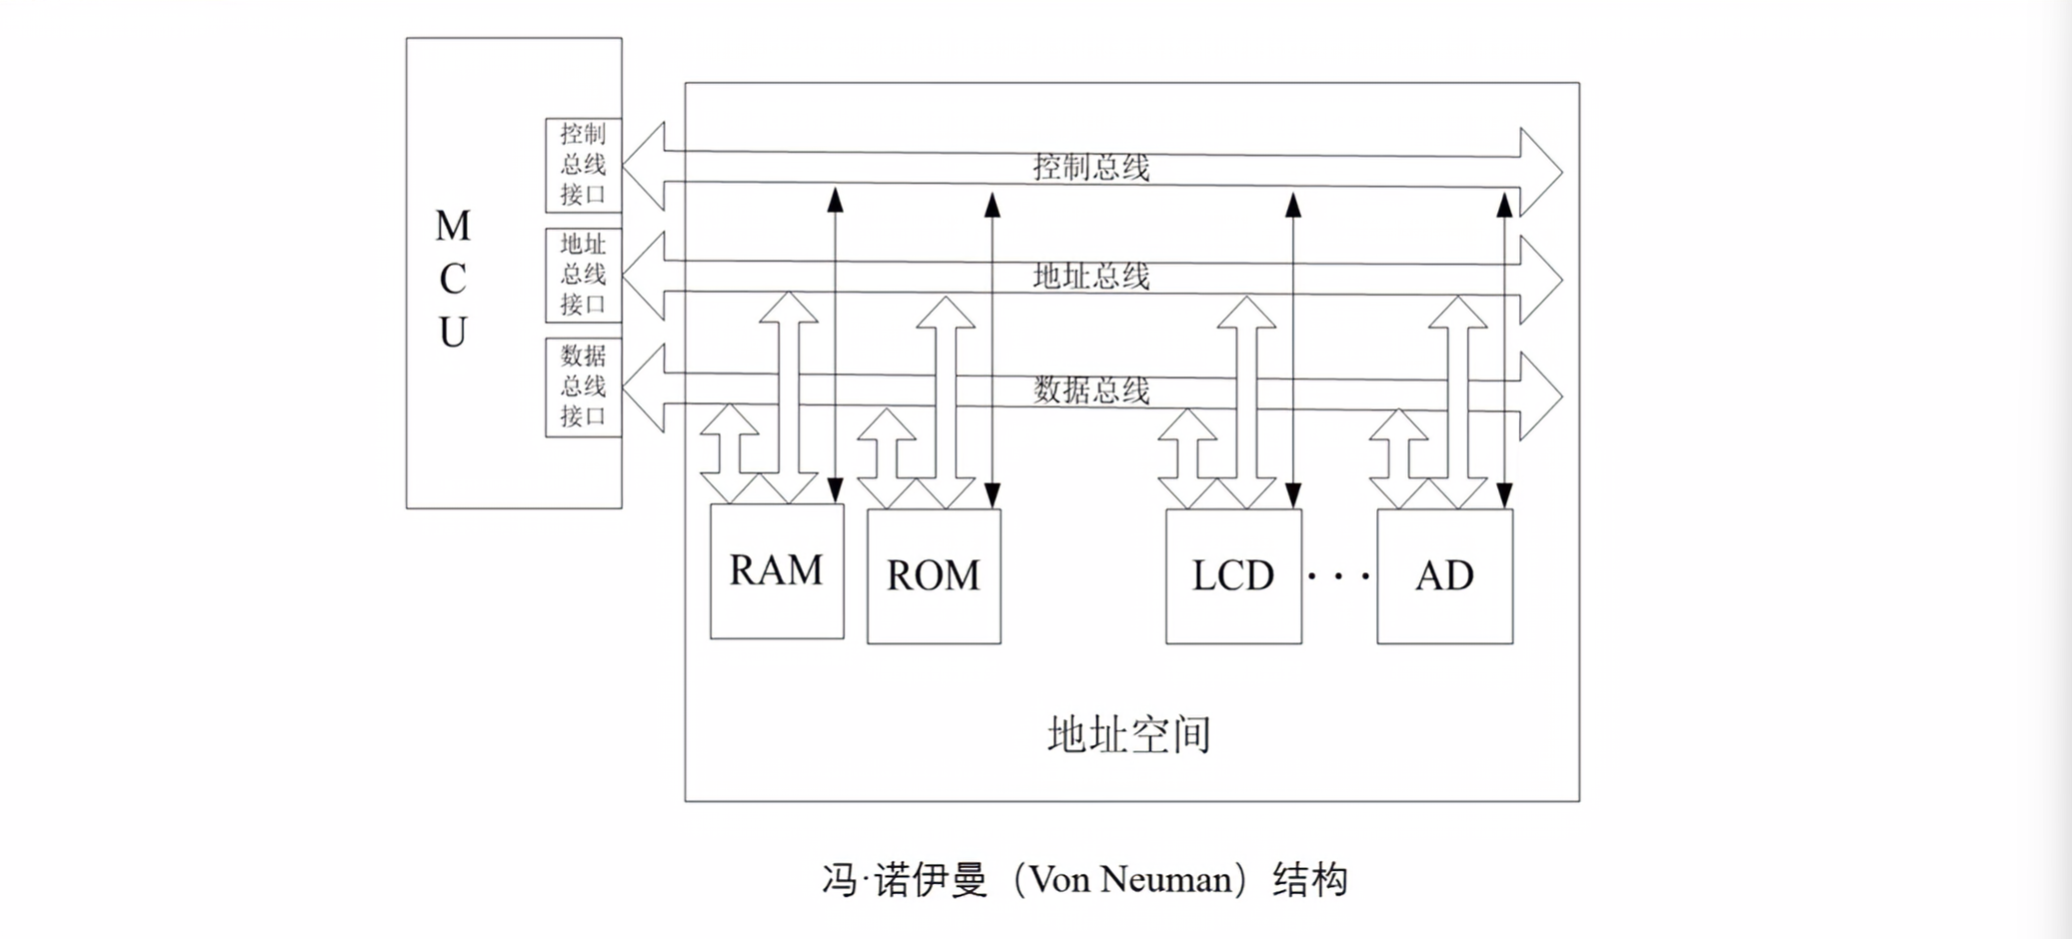 M
C
U
控制
总线
接口
地址
总线
接口
数据
总线
接口
控制总线
地址总线
数据总线
RAM
ROM
LCD
···
AD
地址空间
冯·诺伊曼（Von Neuman）结构